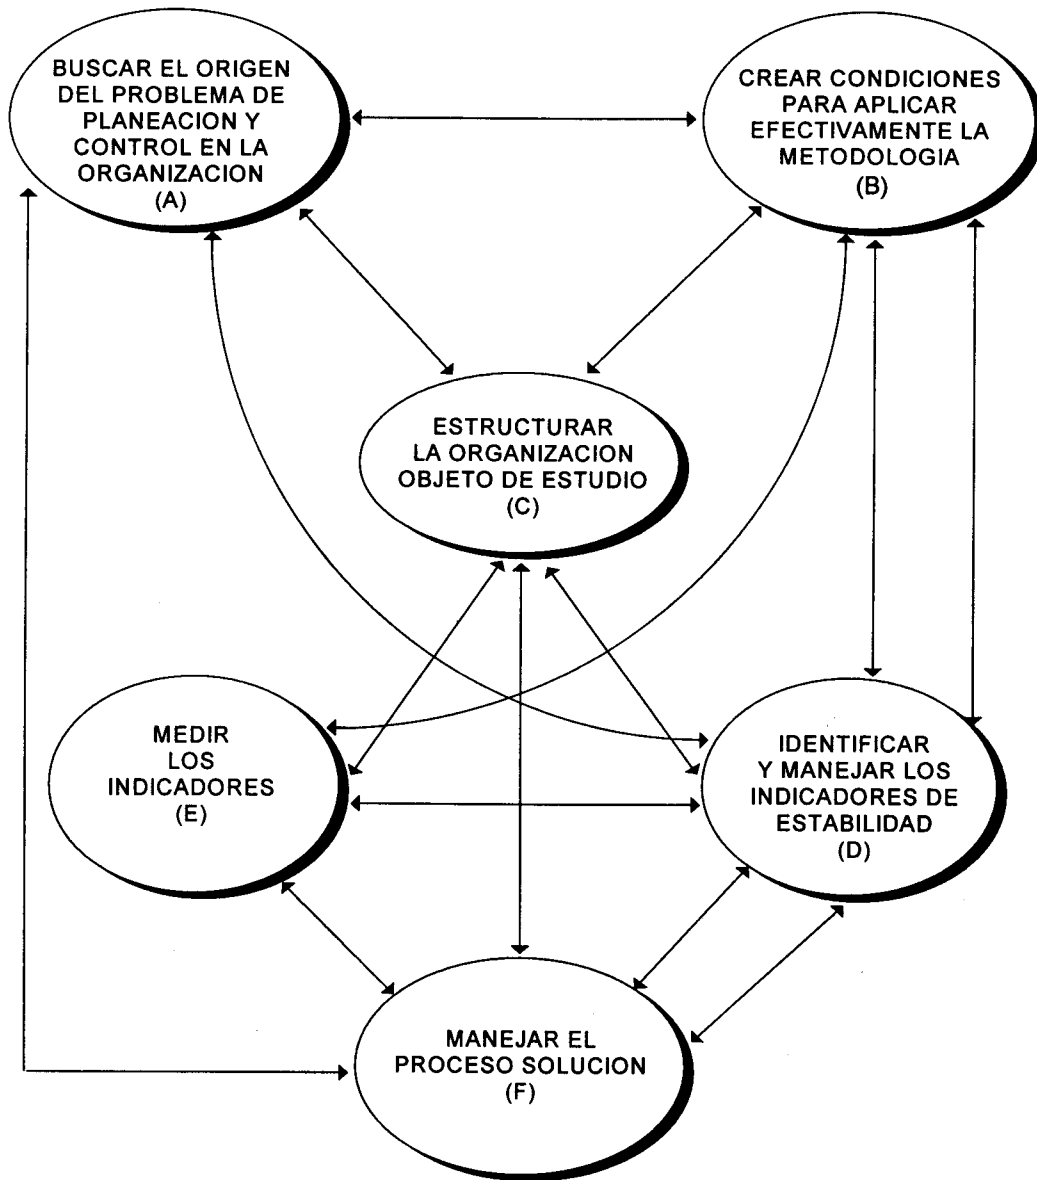 BUSCAR EL ORIGEN
DEL PROBLEMA DE
PLANEACION Y
CONTROL EN LA
ORGANIZACION
(A)
CREAR CONDICIONES
PARA APLICAR
EFECTIVAMENTE LA
METODOLOGIA
(B)
ESTRUCTURAR
LA ORGANIZACION
OBJETO DE ESTUDIO
(C)
MEDIR
LOS
INDICADORES
(E)
IDENTIFICAR
Y MANEJAR LOS
INDICADORES DE
ESTABILIDAD
(D)
MANEJAR EL
PROCESO SOLUCION
(F)